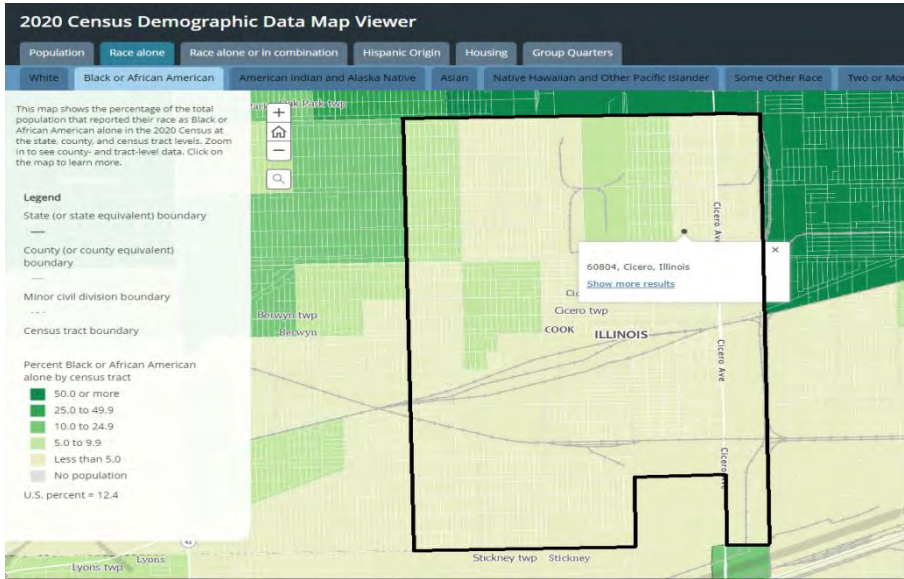 2020 Census Demographic Data Map Viewer
Population
Race alone
Race alone or in combination
Hispanic Origin
Housing
Group Quarters
White
Black or African American
American Indian and Alaska Native
Asian
Native Hawaiian and Other Pacific Islander
Some Other Race
Two or Mor
This map shows the percentage of the total
population that reported their race as Black or
African American alone in the 2020 Census at
the state, county, and census tract levels. Zoom
in to see county- and tract-level data. Click on
the map to learn more.
Legend
State (or state equivalent) boundary
County (or county equivalent)
boundary
Minor civil division boundary
Census tract boundary
Percent Black or African American
alone by census tract
50.0 or more
25.0 to 49.9
10.0 to 24.9
5.0 to 9.9
Less than 5.0
No population
U.S. percent = 12.4
Park twp
Cicero Ave
60804, Cicero, Illinois
Show more results
Cicero twp
Berwyn twp
Berwyn
COOK
ILLINOIS
Cicero Ave
Cicero Ave
43
Lyons
Lyons twp
Stickney twp
Stickney